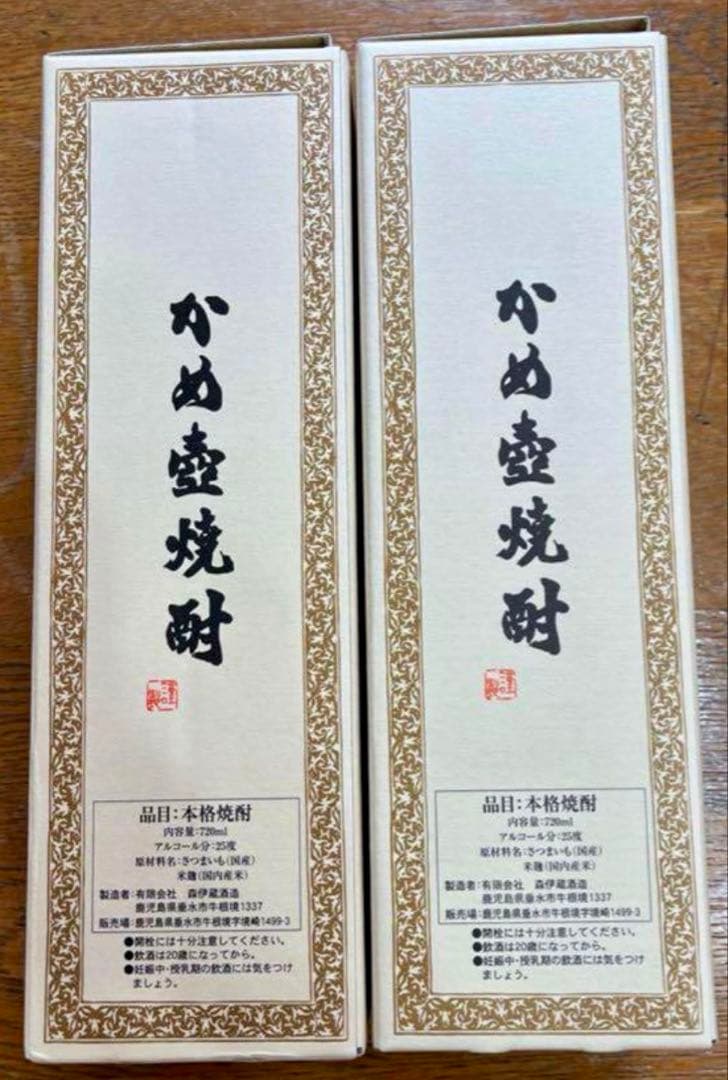 かめ壺焼酎
品目:本格焼酎
内容量:720ml
アルコール分:25度
原材料名:さつまいも(国産)
米麹(国内産米)
製造者:有限会社 森伊蔵酒造
鹿児島県垂水市牛根境1337
販売場:鹿児島県垂水市牛根境字境崎1499-3
●開栓には十分注意してください。
●飲酒は20歳になってから。
●妊娠中・授乳期の飲酒には気をつけ
ましょう。
かめ壺焼酎
品目:本格焼酎
内容量:720ml
アルコール分:25度
原材料名:さつまいも(国産)
米麹(国内産米)
製造者:有限会社 森伊蔵酒造
鹿児島県垂水市牛根境1337
販売場:鹿児島県垂水市牛根境字境崎1499-3
●開栓には十分注意してください。
●飲酒は20歳になってから。
●妊娠中・授乳期の飲酒には気をつけ
ましょう。